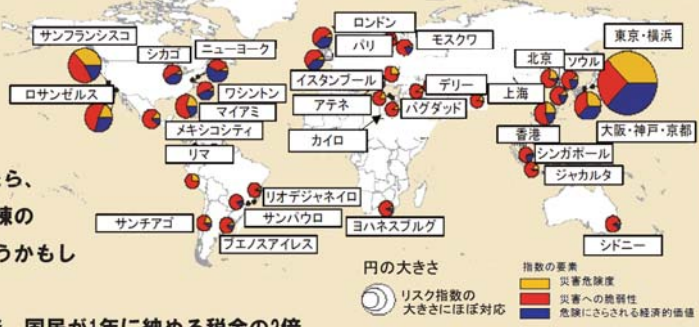 ロンドン
サンフランシスコ
ニューヨーク
パリ
モスクワ
東京・横浜
シカゴ
北京
ソウル
イスタンブール
デリー
ロサンゼルス
ワシントン
上海
マイアミ
アテネ
バグダッド
メキシコシティ
香港
大阪・神戸・京都
カイロ
シンガポール
リマ
ジャカルタ
ら、
リオデジャネイロ
練の
サンチアゴ
サンパウロ
ヨハネスブルグ
うかもし
ブエノスアイレス
シドニー
円の大きさ
リスク指数の
大きさにほぼ対応
指数の要素
災害危険度
災害への脆弱性
危険にさらされる経済的価値
国民が1年に納める税金の2倍